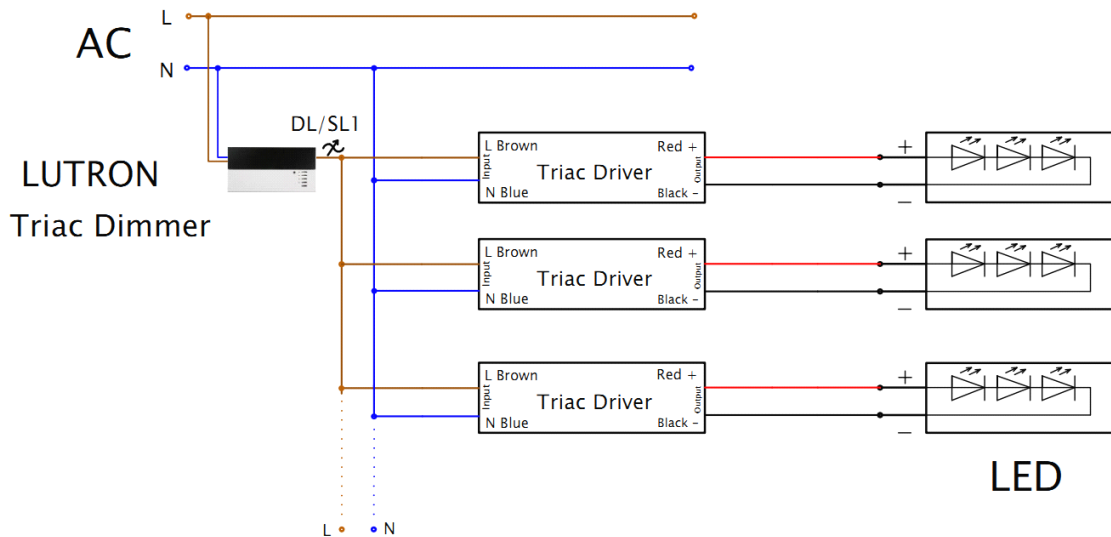 L
AC
N
DL/SL1
LUTRON
Triac Dimmer
L Brown
Red +
Input
Triac Driver
Output
N Blue
Black -
+
-
L Brown
Red +
Input
Triac Driver
Output
N Blue
Black -
+
-
L Brown
Red +
Input
Triac Driver
Output
N Blue
Black -
+
-
LED
L
N